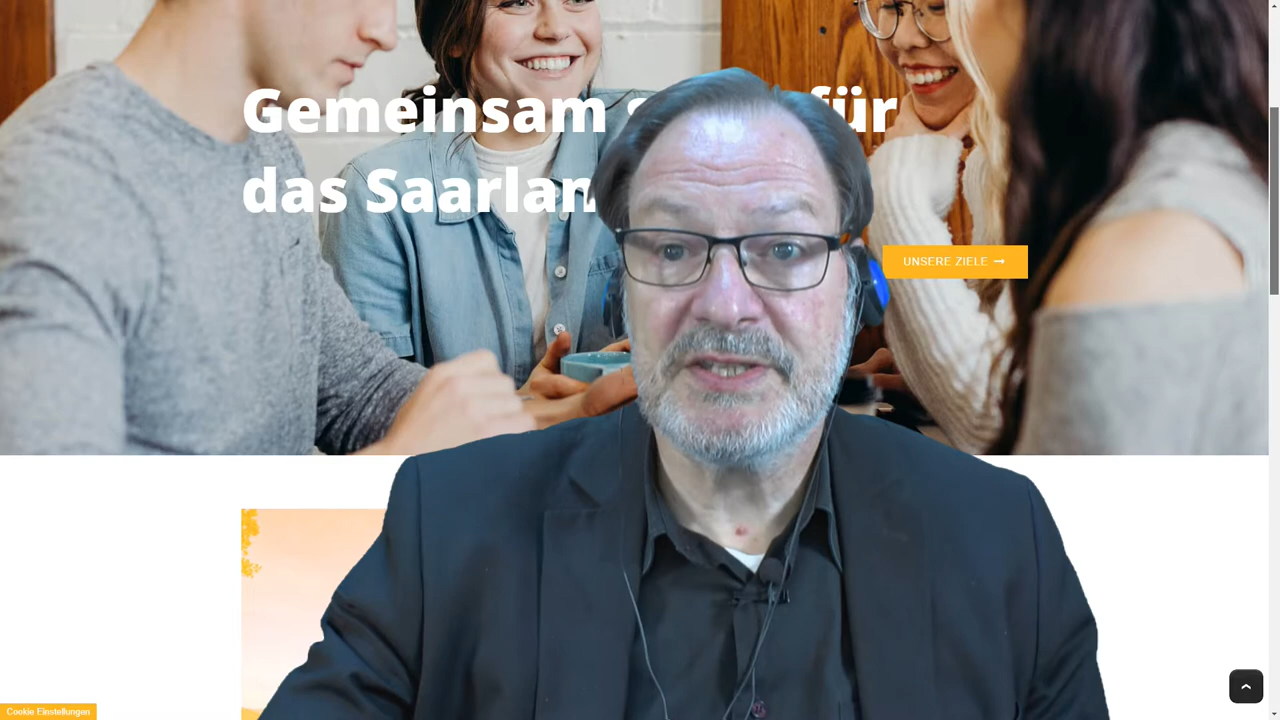 Gemeinsam für
das Saarlan
UNSERE ZIELE
Cookie Einstellungen